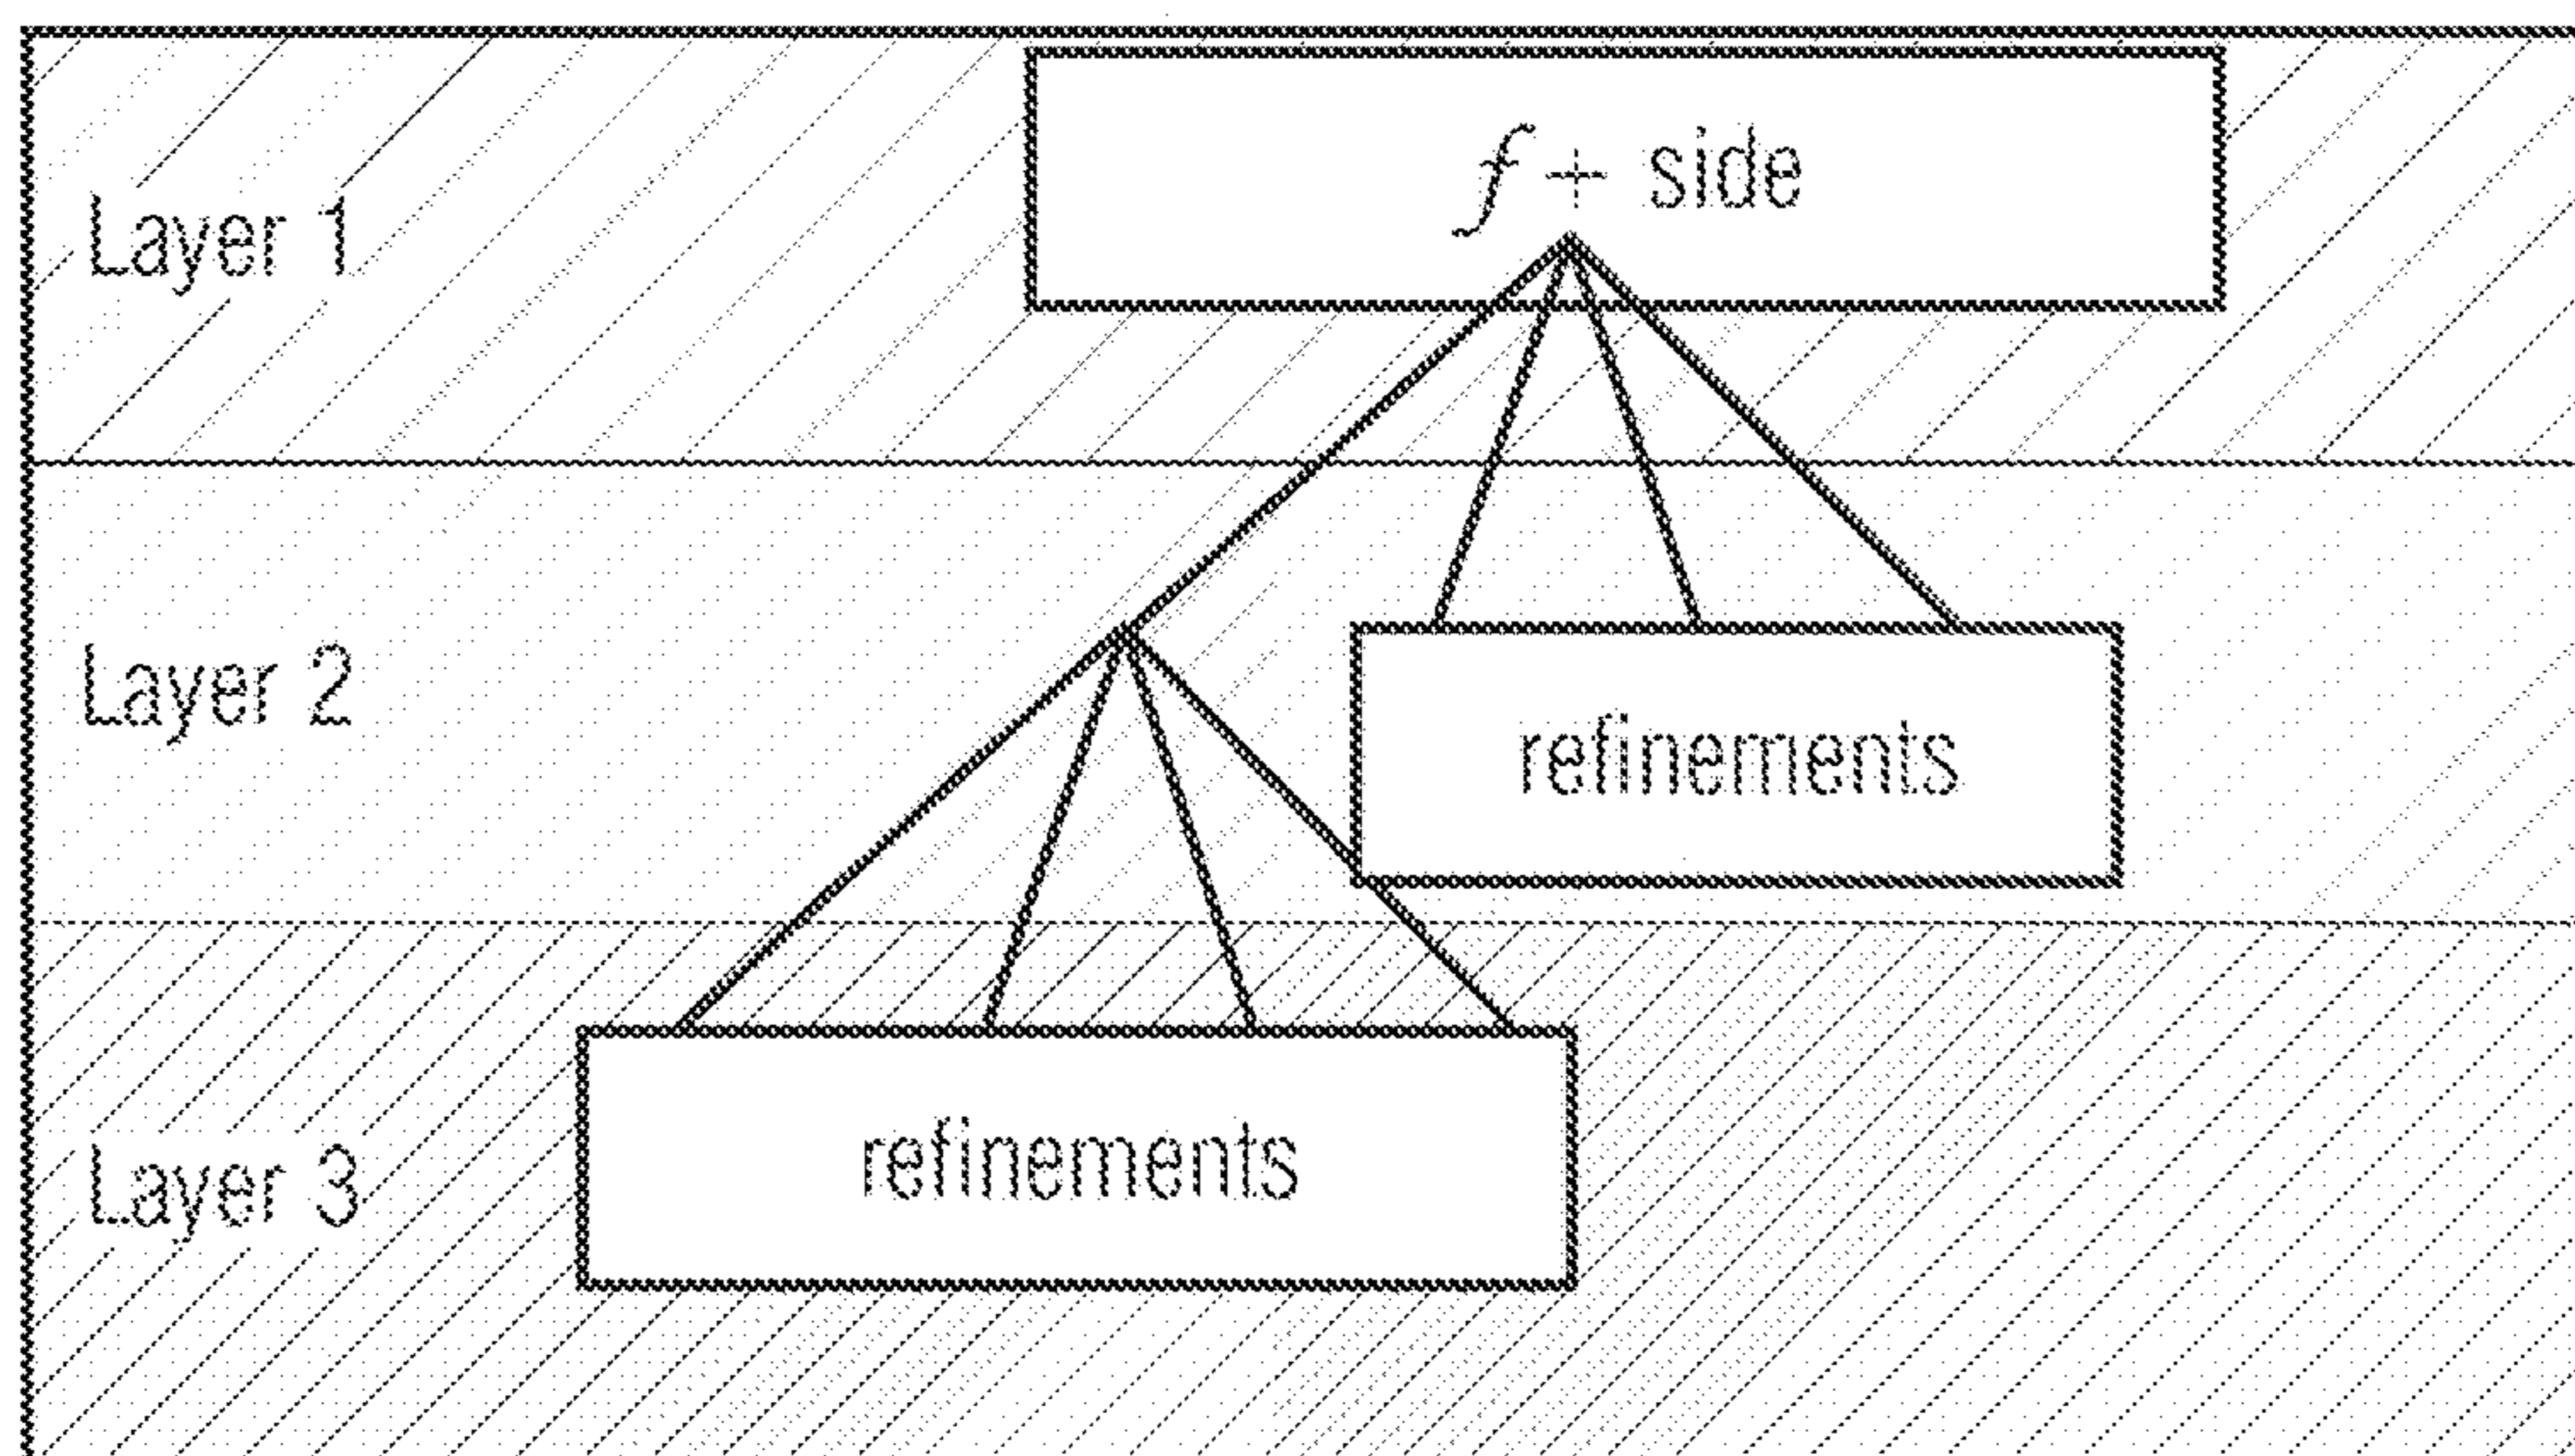 f + side
Layer 1
Layer 2
refinements
refinements
Layer 3